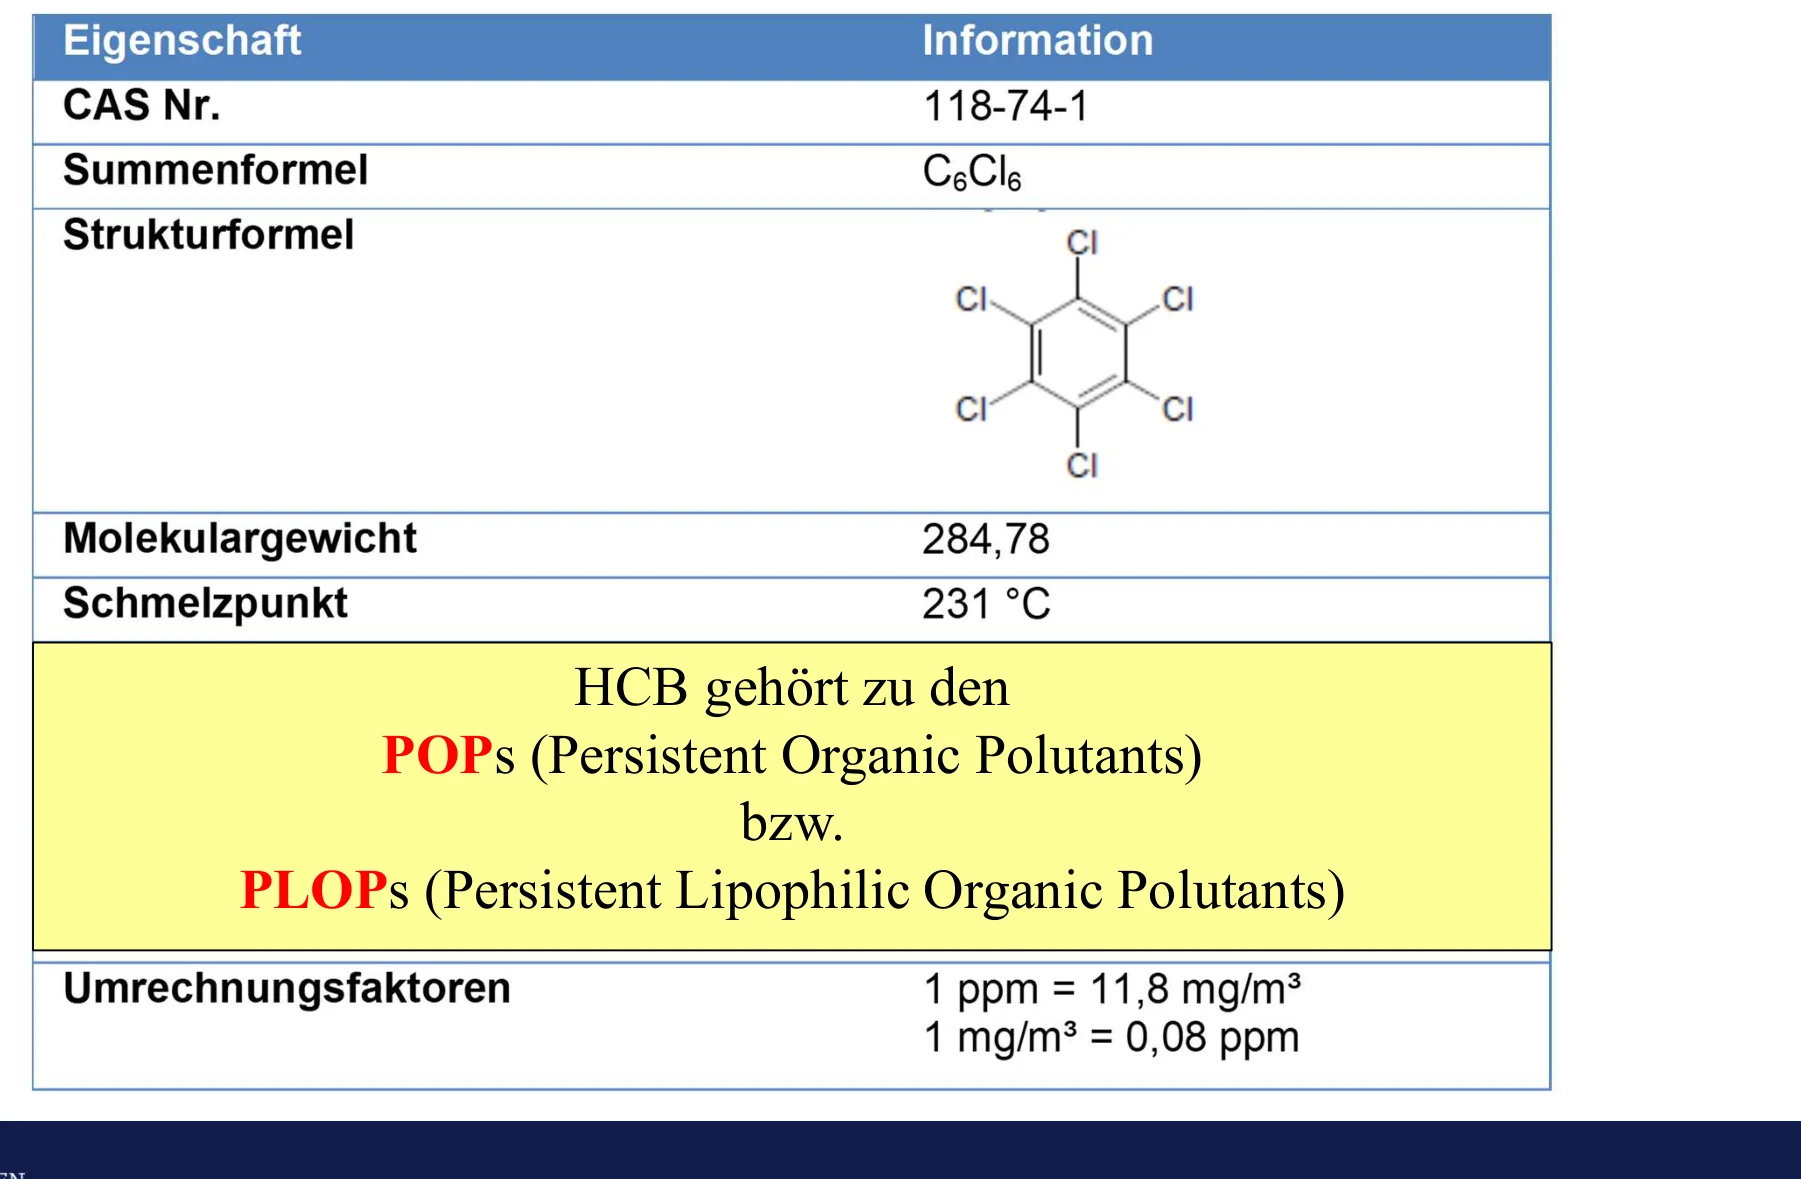 Eigenschaft Information
CAS Nr. 118-74-1
Summenformel C₆Cl₆
Strukturformel
Cl
Cl Cl
Cl Cl
Cl
Molekulargewicht 284,78
Schmelzpunkt 231 °C
HCB gehört zu den
POPs (Persistent Organic Polutants)
bzw.
PLOPs (Persistent Lipophilic Organic Polutants)
Umrechnungsfaktoren 1 ppm = 11,8 mg/m³
1 mg/m³ = 0,08 ppm